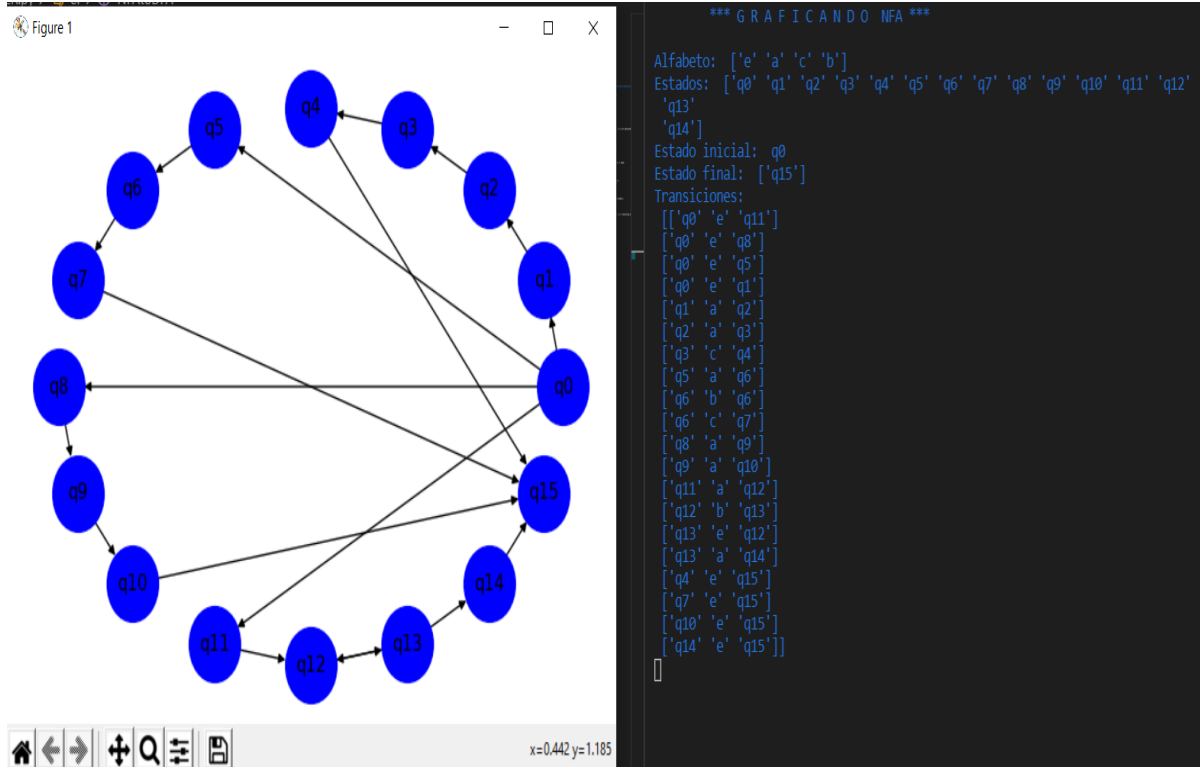 Figure 1
q4
q5
q3
q6
q2
q7
q1
q8
q0
q9
q15
q10
q14
q11
q12
q13
x=0.442 y=1.185
*** G R A F I C A N D O  NFA ***
Alfabeto:  ['e' 'a' 'c' 'b']
Estados:  ['q0' 'q1' 'q2' 'q3' 'q4' 'q5' 'q6' 'q7' 'q8' 'q9' 'q10' 'q11' 'q12'
'q13'
'q14']
Estado inicial:  q0
Estado final:  ['q15']
Transiciones:
[['q0' 'e' 'q11']
['q0' 'e' 'q8']
['q0' 'e' 'q5']
['q0' 'e' 'q1']
['q1' 'a' 'q2']
['q2' 'a' 'q3']
['q3' 'c' 'q4']
['q5' 'a' 'q6']
['q6' 'b' 'q6']
['q6' 'c' 'q7']
['q8' 'a' 'q9']
['q9' 'a' 'q10']
['q11' 'a' 'q12']
['q12' 'b' 'q13']
['q13' 'e' 'q12']
['q13' 'a' 'q14']
['q4' 'e' 'q15']
['q7' 'e' 'q15']
['q10' 'e' 'q15']
['q14' 'e' 'q15']]